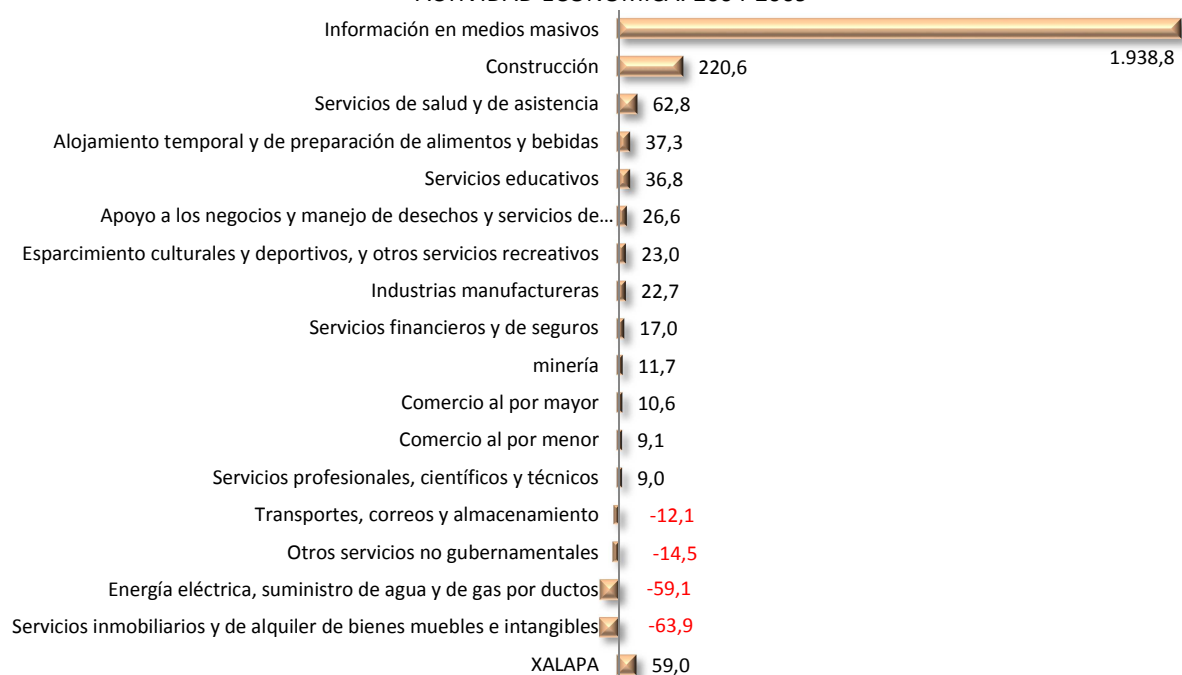 Información en medios masivos
1.938,8
Construcción 220,6
Servicios de salud y de asistencia 62,8
Alojamiento temporal y de preparación de alimentos y bebidas 37,3
Servicios educativos 36,8
Apoyo a los negocios y manejo de desechos y servicios de... 26,6
Esparcimiento culturales y deportivos, y otros servicios recreativos 23,0
Industrias manufactureras 22,7
Servicios financieros y de seguros 17,0
minería 11,7
Comercio al por mayor 10,6
Comercio al por menor 9,1
Servicios profesionales, científicos y técnicos 9,0
Transportes, correos y almacenamiento -12,1
Otros servicios no gubernamentales -14,5
Energía eléctrica, suministro de agua y de gas por ductos -59,1
Servicios inmobiliarios y de alquiler de bienes muebles e intangibles -63,9
XALAPA 59,0